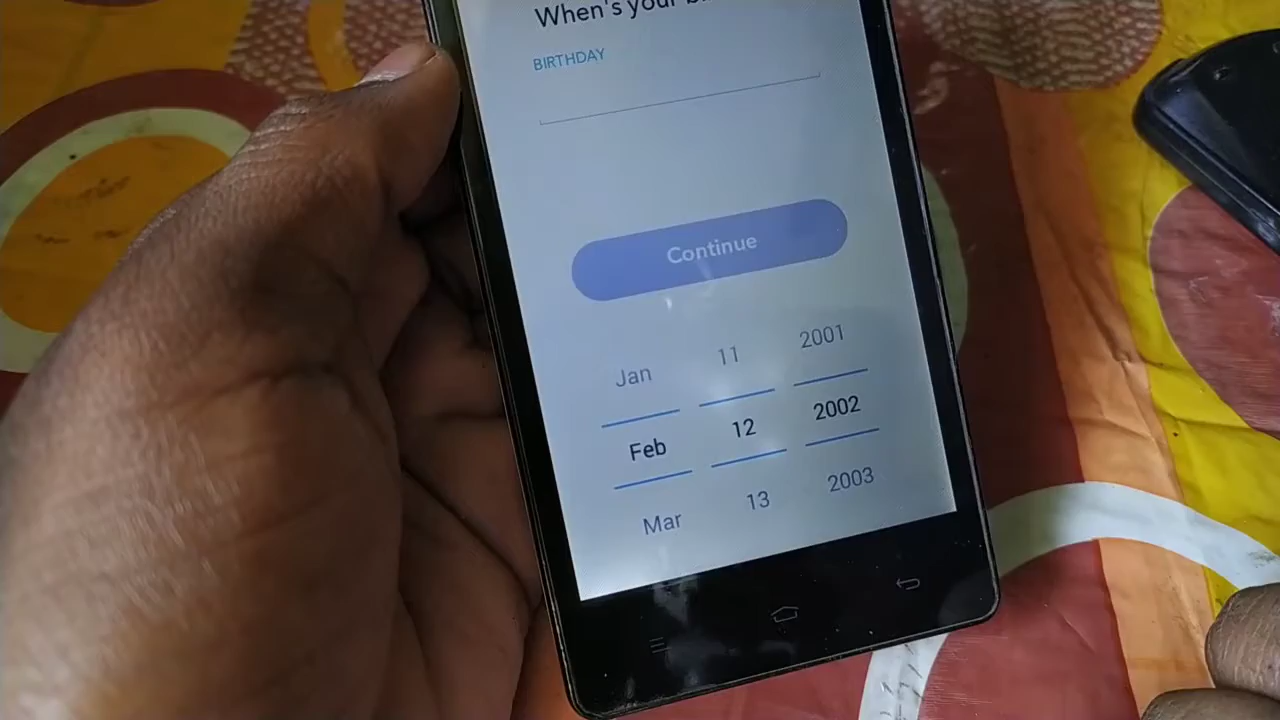 When's your
BIRTHDAY
Continue
Jan 11 2001
Feb 12 2002
Mar 13 2003